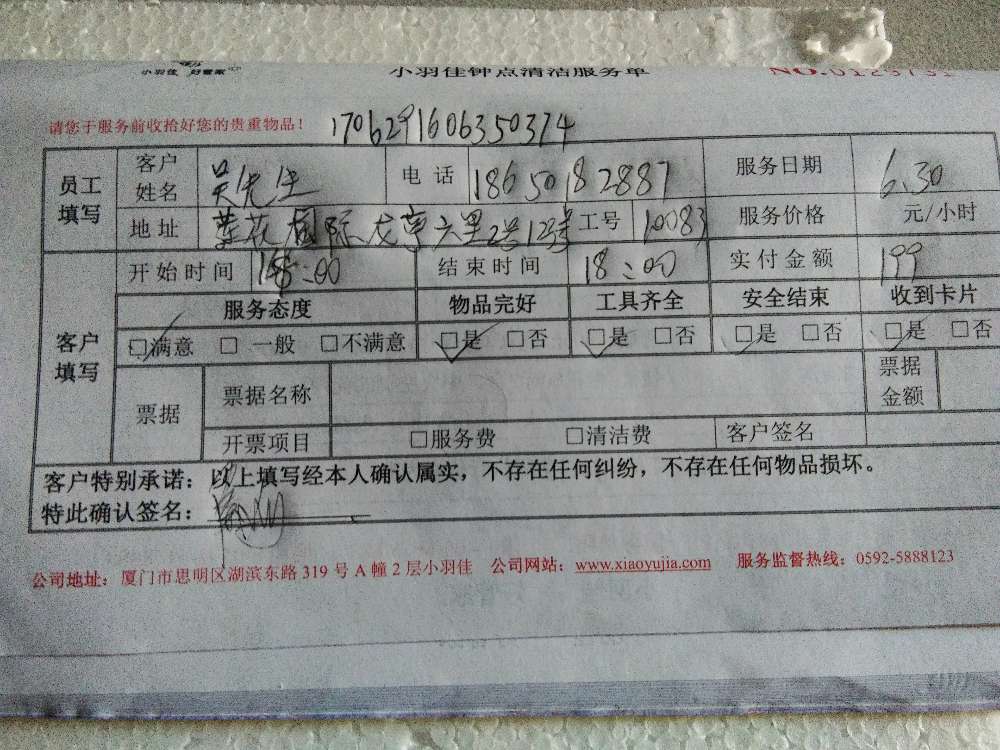 小羽佳 好管家 小羽佳钟点清洁服务单 NO.0123731
请您于服务前收拾好您的贵重物品！ 1706291606350374
员工填写 客户姓名 吴先生 电话 18650182887 服务日期 6.30
地址 莲花国际龙亭六里2号12号 工号 10083 服务价格 元/小时
客户填写 开始时间 :00 结束时间 18:00 实付金额 199
服务态度 物品完好 工具齐全 安全结束 收到卡片
□满意 □一般 □不满意 □是 □否 □是 □否 □是 □否 □是 □否
票据 票据名称 票据金额
开票项目 □服务费 □清洁费 客户签名
客户特别承诺：以上填写经本人确认属实，不存在任何纠纷，不存在任何物品损坏。
特此确认签名：
公司地址：厦门市思明区湖滨东路 319 号 A 幢 2 层小羽佳 公司网站：www.xiaoyujia.com 服务监督热线：0592-5888123